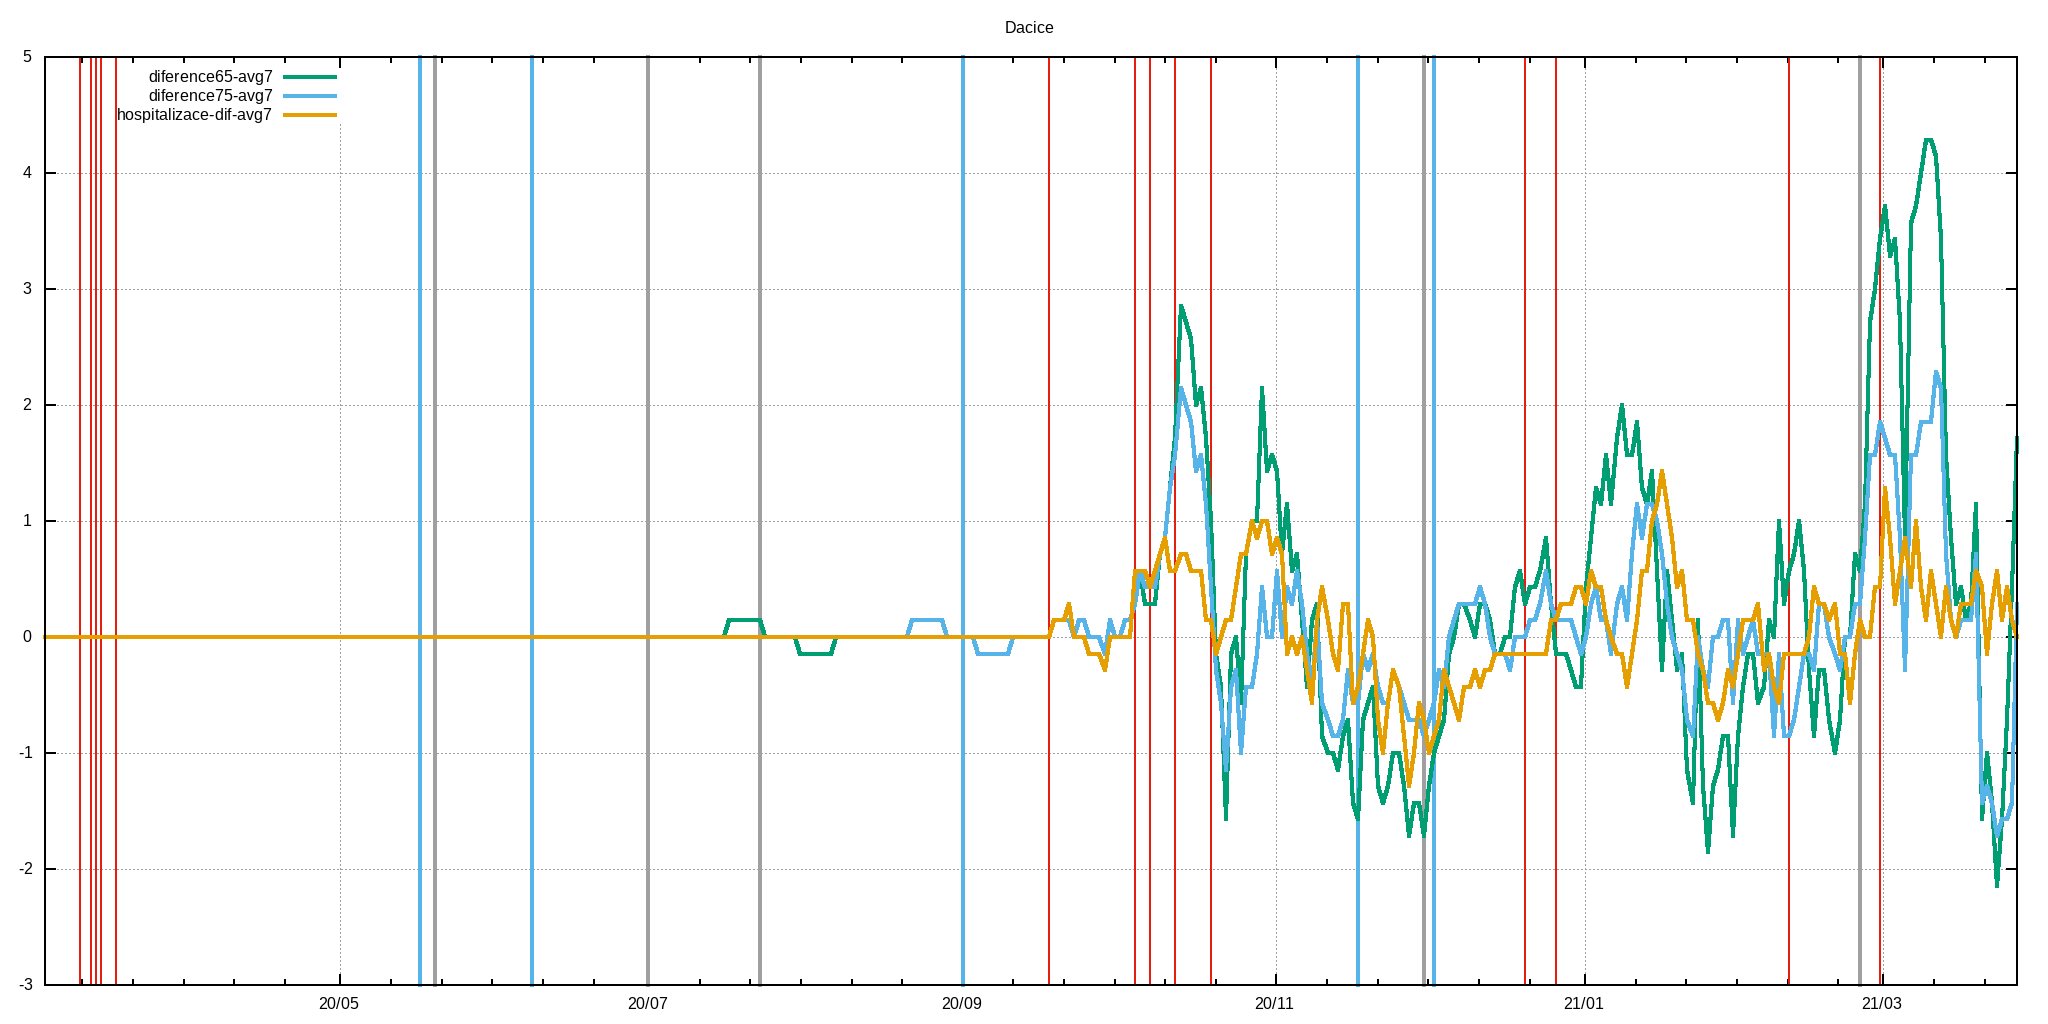 Dacice
5
diference65-avg7
diference75-avg7
hospitalizace-dif-avg7
4
3
2
1
0
-1
-2
-3
20/05 20/07 20/09 20/11 21/01 21/03